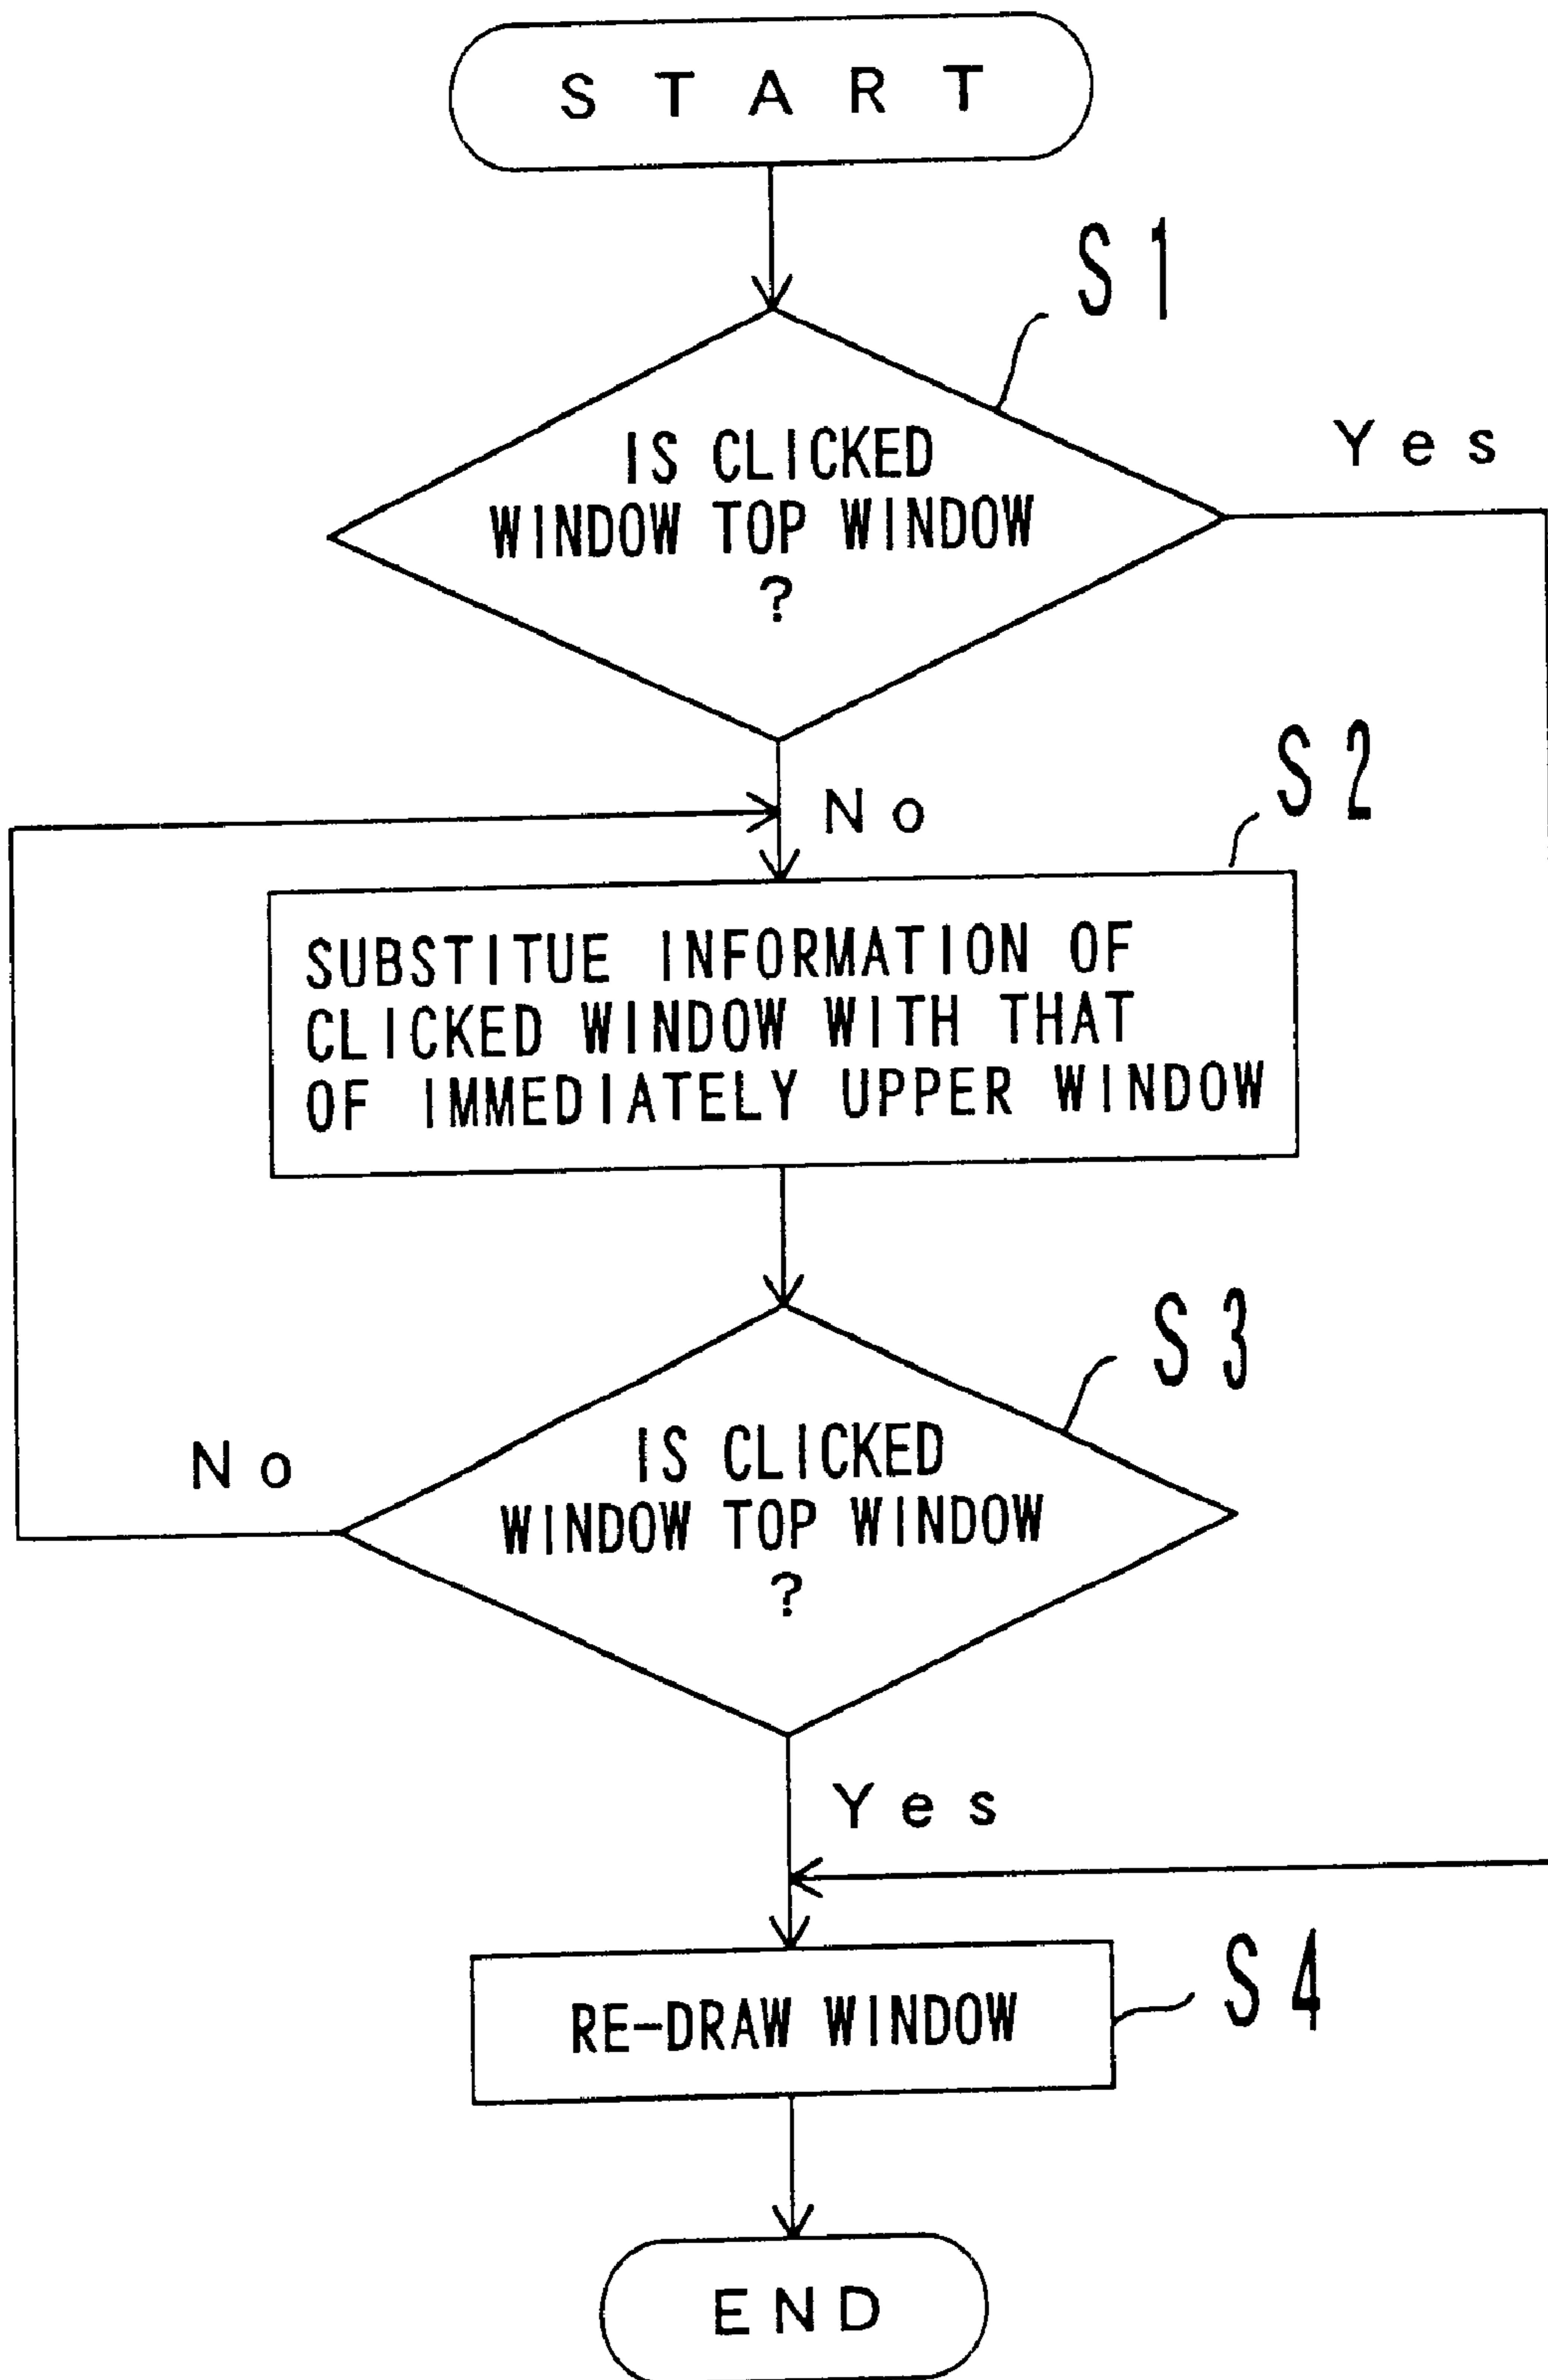 START
S1
IS CLICKED
WINDOW TOP WINDOW
?
Yes
No
S2
SUBSTITUE INFORMATION OF
CLICKED WINDOW WITH THAT
OF IMMEDIATELY UPPER WINDOW
S3
IS CLICKED
WINDOW TOP WINDOW
?
No
Yes
RE-DRAW WINDOW
S4
END